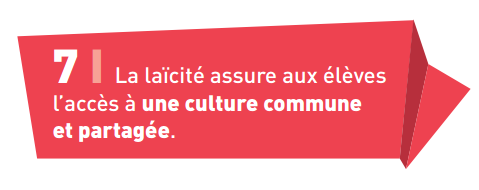 7 | La laïcité assure aux élèves
l'accès à une culture commune
et partagée.